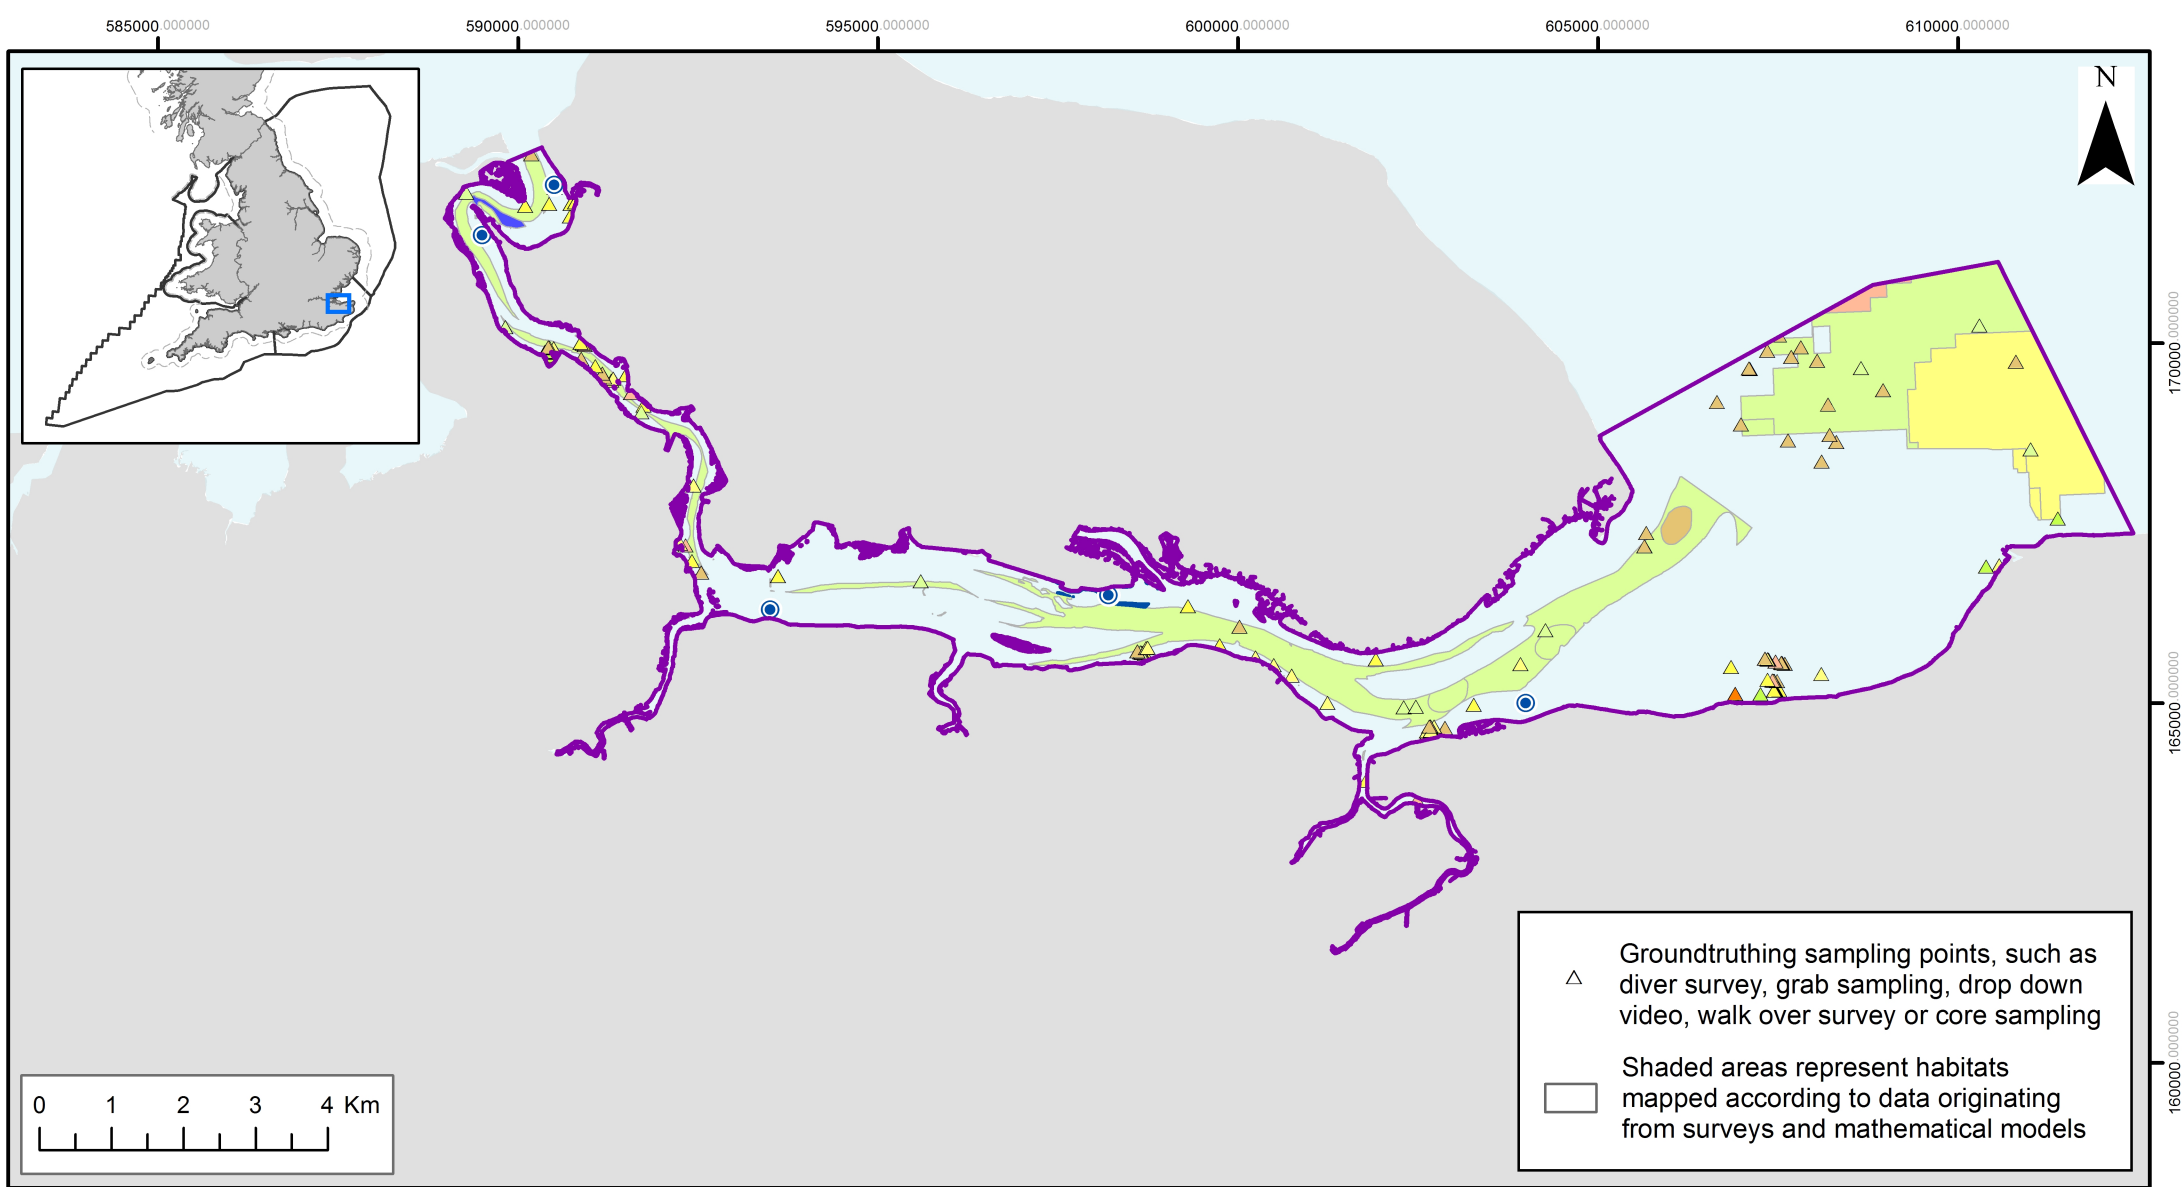 585000.000000 590000.000000 595000.000000 600000.000000 605000.000000 610000.000000
N
170000.000000
165000.000000
160000.000000
Groundtruthing sampling points, such as
diver survey, grab sampling, drop down
video, walk over survey or core sampling
Shaded areas represent habitats
mapped according to data originating
from surveys and mathematical models
0 1 2 3 4 Km